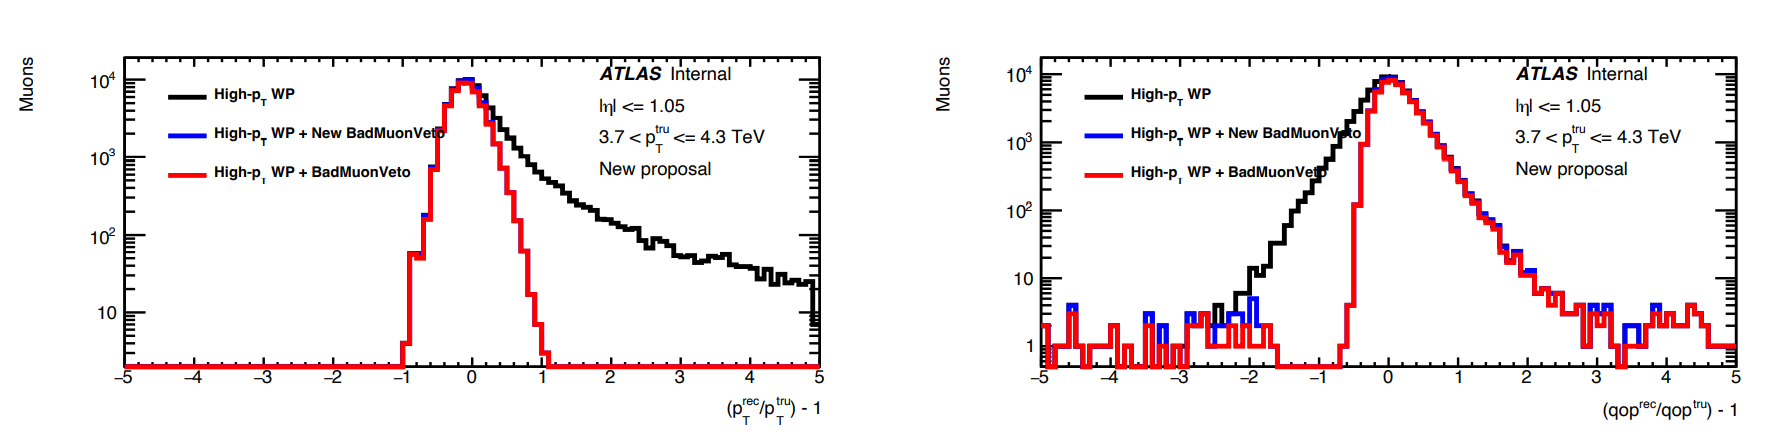 Muons
10⁴
10³
10²
10
High-p_T WP
High-p_T WP + New BadMuonVeto
High-p_T WP + BadMuonVeto
ATLAS Internal
|η| <= 1.05
3.7 < p_T^tru <= 4.3 TeV
New proposal
−5 −4 −3 −2 −1 0 1 2 3 4 5
(p_T^rec/p_T^tru) - 1
Muons
10⁴
10³
10²
10
1
High-p_T WP
High-p_T WP + New BadMuonVeto
High-p_T WP + BadMuonVeto
ATLAS Internal
|η| <= 1.05
3.7 < p_T^tru <= 4.3 TeV
New proposal
−5 −4 −3 −2 −1 0 1 2 3 4 5
(qop^rec/qop^tru) - 1